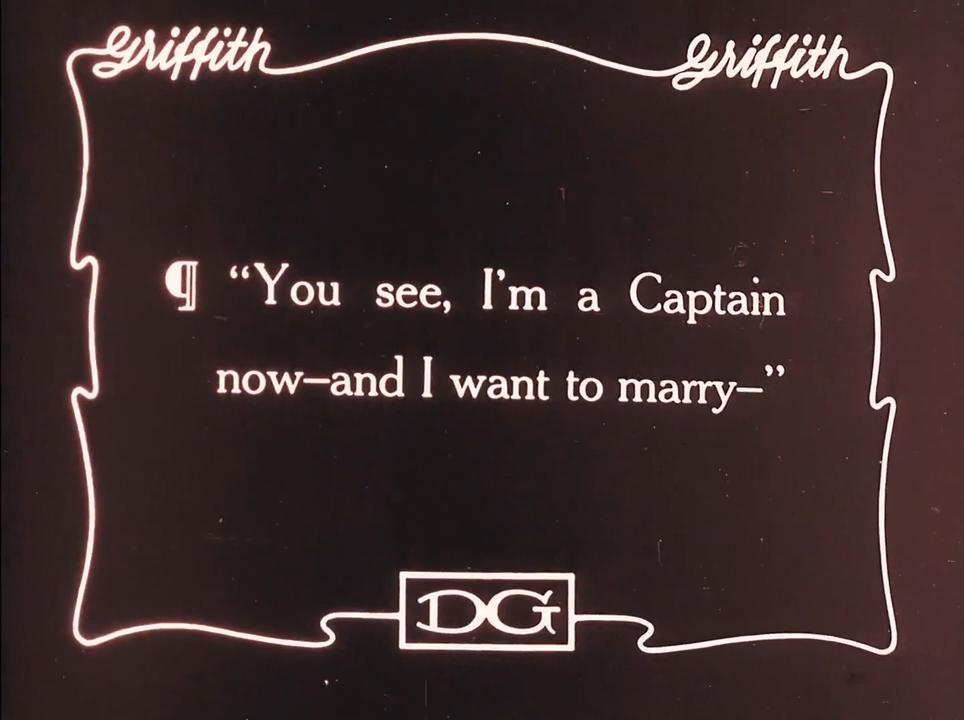 Griffith Griffith
¶ “You see, I'm a Captain
now–and I want to marry–”
DG